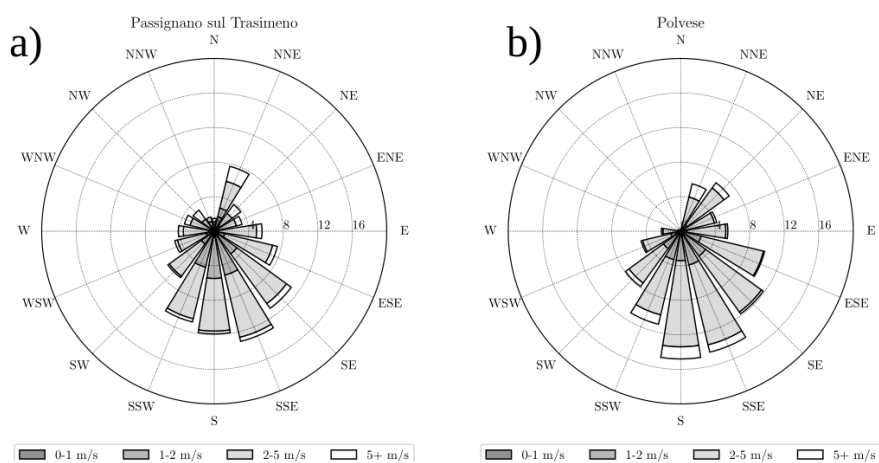 a)
Passignano sul Trasimeno
N
NNE
NE
ENE
E
ESE
SE
SSE
S
SSW
SW
WSW
W
WNW
NW
NNW
4
8
12
16
0-1 m/s
1-2 m/s
2-5 m/s
5+ m/s
b)
Polvese
N
NNE
NE
ENE
E
ESE
SE
SSE
S
SSW
SW
WSW
W
WNW
NW
NNW
4
8
12
16
0-1 m/s
1-2 m/s
2-5 m/s
5+ m/s